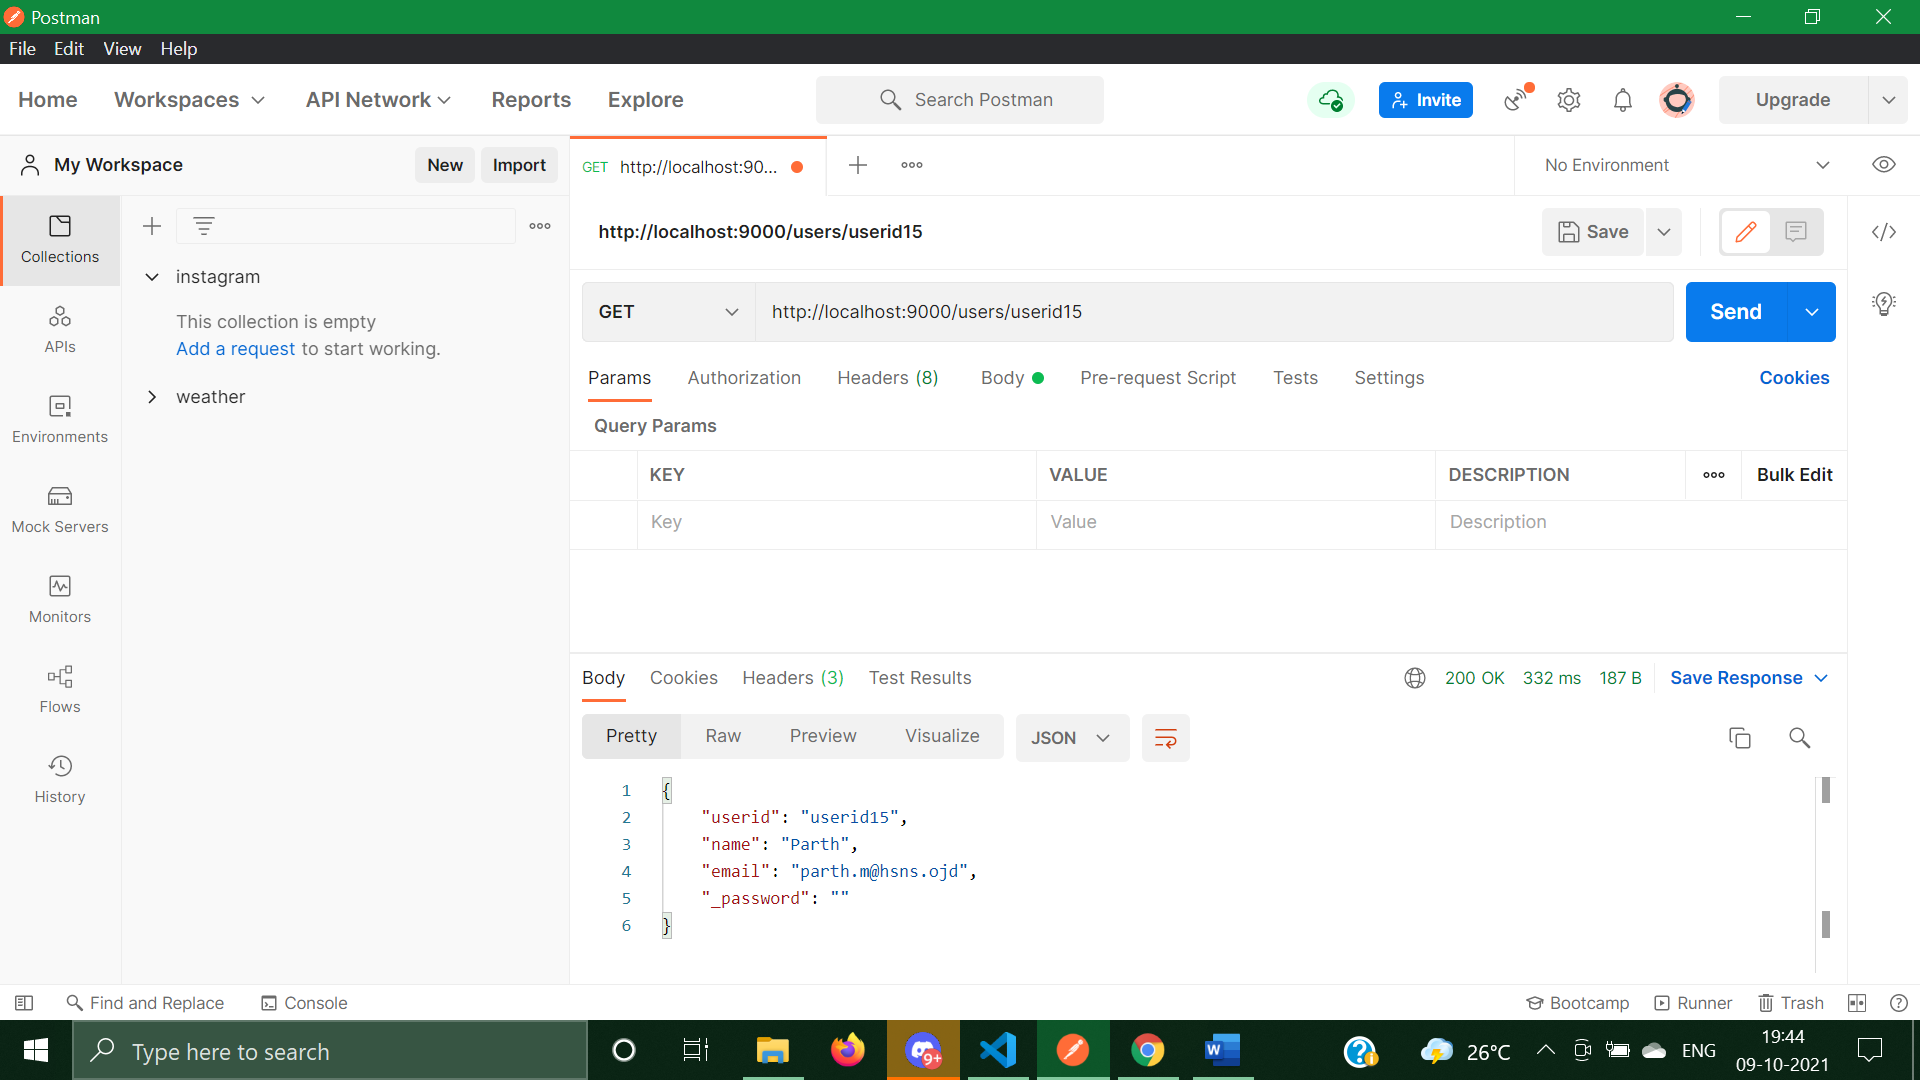 Postman
File Edit View Help
Home Workspaces API Network Reports Explore Search Postman Invite Upgrade
My Workspace New Import GET http://localhost:90... No Environment
Collections
APIs
Environments
Mock Servers
Monitors
Flows
History
instagram
This collection is empty
Add a request to start working.
weather
http://localhost:9000/users/userid15 Save
GET http://localhost:9000/users/userid15 Send
Params Authorization Headers (8) Body Pre-request Script Tests Settings Cookies
Query Params
KEY VALUE DESCRIPTION Bulk Edit
Key Value Description
Body Cookies Headers (3) Test Results 200 OK 332 ms 187 B Save Response
Pretty Raw Preview Visualize JSON
1 {
2 "userid": "userid15",
3 "name": "Parth",
4 "email": "parth.m@hsns.ojd",
5 "_password": ""
6 }
Find and Replace Console Bootcamp Runner Trash
Type here to search 9+ W 26°C ENG 19:44
09-10-2021